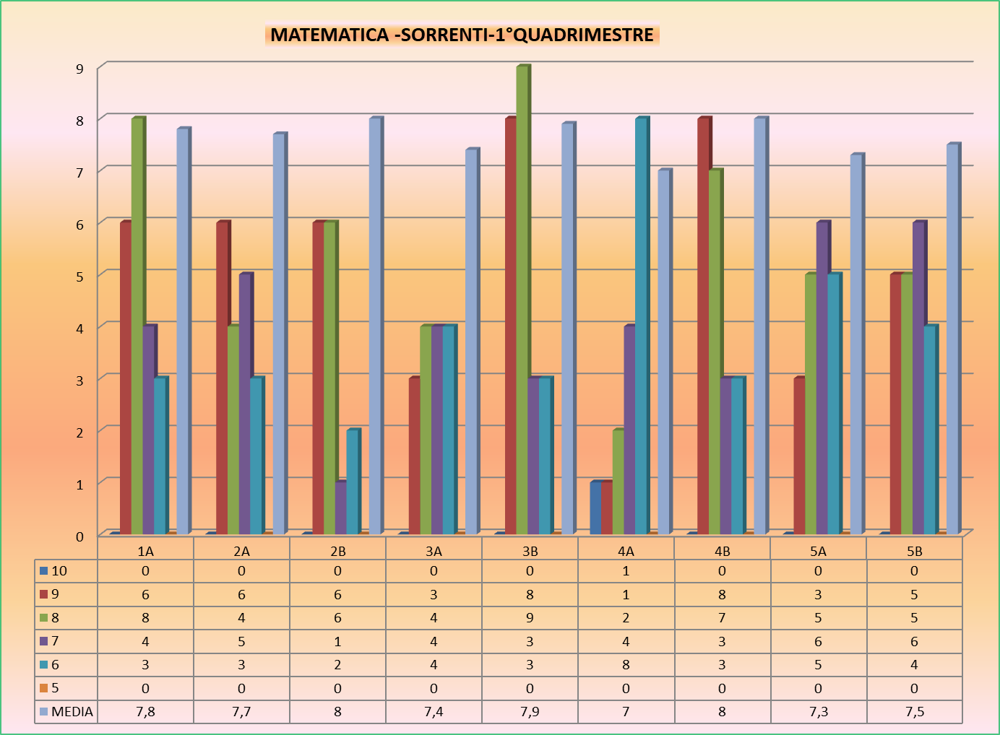 MATEMATICA -SORRENTI-1°QUADRIMESTRE
9
8
7
6
5
4
3
2
1
0
1A 2A 2B 3A 3B 4A 4B 5A 5B
10 0 0 0 0 0 1 0 0 0
9 6 6 6 3 8 1 8 3 5
8 8 4 6 4 9 2 7 5 5
7 4 5 1 4 3 4 3 6 6
6 3 3 2 4 3 8 3 5 4
5 0 0 0 0 0 0 0 0 0
MEDIA 7,8 7,7 8 7,4 7,9 7 8 7,3 7,5